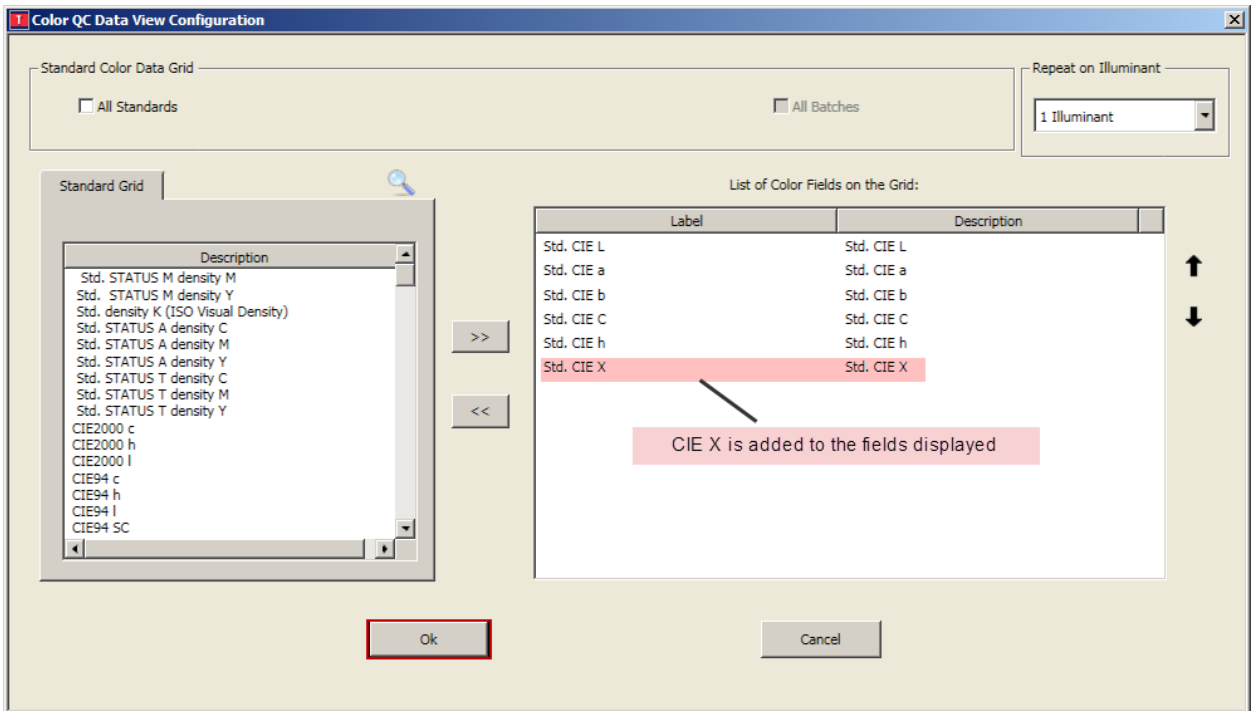 T Color QC Data View Configuration
Standard Color Data Grid
Repeat on Illuminant
All Standards
All Batches
1 Illuminant
Standard Grid
List of Color Fields on the Grid:
Label Description
Description
Std. STATUS M density M
Std. STATUS M density Y
Std. density K (ISO Visual Density)
Std. STATUS A density C
Std. STATUS A density M
Std. STATUS A density Y
Std. STATUS T density C
Std. STATUS T density M
Std. STATUS T density Y
CIE2000 c
CIE2000 h
CIE2000 l
CIE94 c
CIE94 h
CIE94 l
CIE94 SC
>>
<<
Std. CIE L Std. CIE L
Std. CIE a Std. CIE a
Std. CIE b Std. CIE b
Std. CIE C Std. CIE C
Std. CIE h Std. CIE h
Std. CIE X Std. CIE X
CIE X is added to the fields displayed
Ok
Cancel